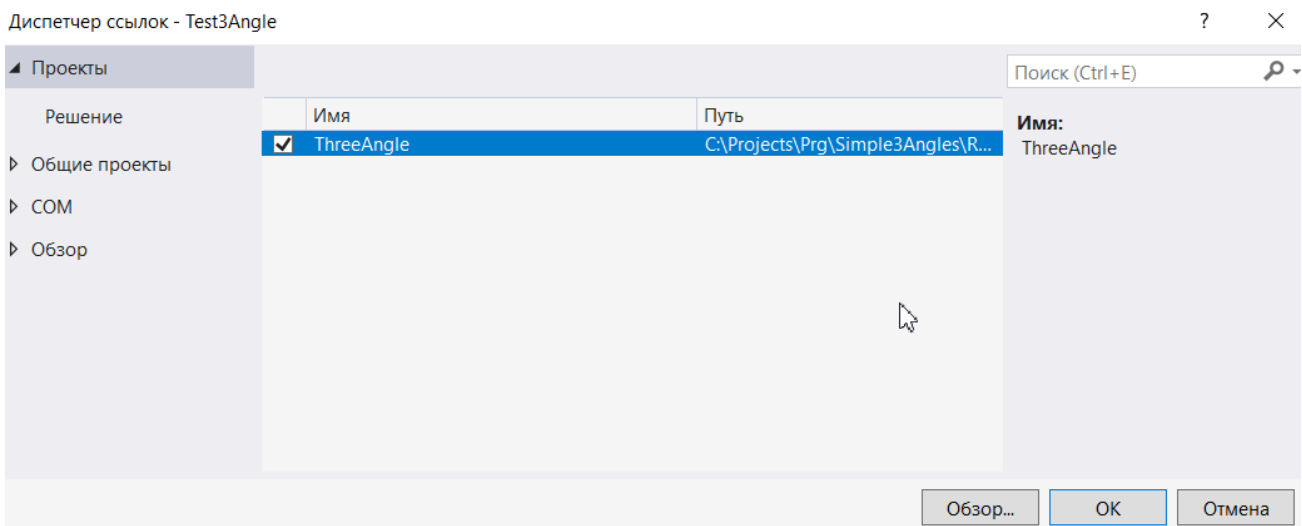 Диспетчер ссылок - Test3Angle
?
Проекты
Решение
Общие проекты
COM
Обзор
Имя Путь
ThreeAngle C:\Projects\Prg\Simple3Angles\R...
Поиск (Ctrl+E)
Имя:
ThreeAngle
Обзор... ОК Отмена